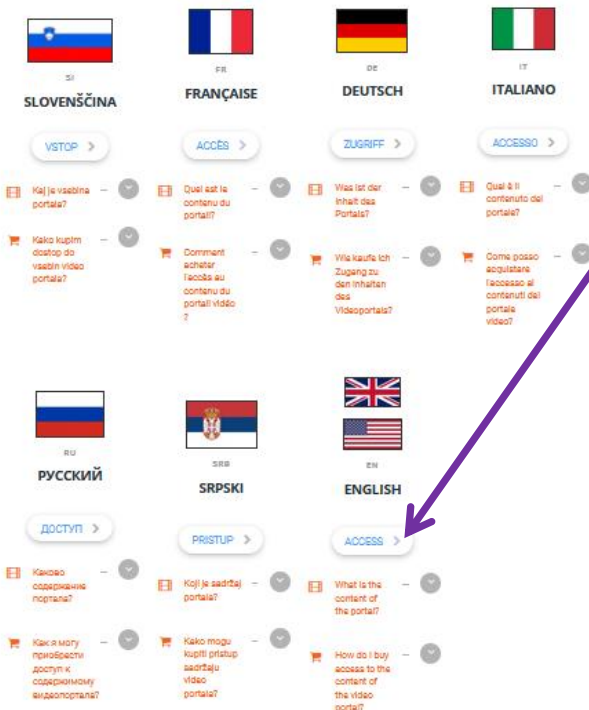 SI
SLOVENŠČINA
VSTOP
Kaj je vsebina
portala?
Kako kupim
dostop do
vsebin video
portala?
FR
FRANÇAISE
ACCÈS
Quel est le
contenu du
portail?
Comment
acheter
l'accès au
contenu du
portail vidéo
?
DE
DEUTSCH
ZUGRIFF
Was ist der
Inhalt des
Portals?
Wie kaufe ich
Zugang zu
den Inhalten
des
Videoportals?
IT
ITALIANO
ACCESSO
Qual è il
contenuto del
portale?
Come posso
acquistare
l'accesso ai
contenuti del
portale
video?
RU
РУССКИЙ
ДОСТУП
Каково
содержание
портала?
Как я могу
приобрести
доступ к
содержимому
видеопортала?
SRB
SRPSKI
PRISTUP
Koji je sadržaj
portala?
Kako mogu
kupiti pristup
sadržaju
video
portala?
EN
ENGLISH
ACCESS
What is the
content of
the portal?
How do I buy
access to the
content of
the video
portal?